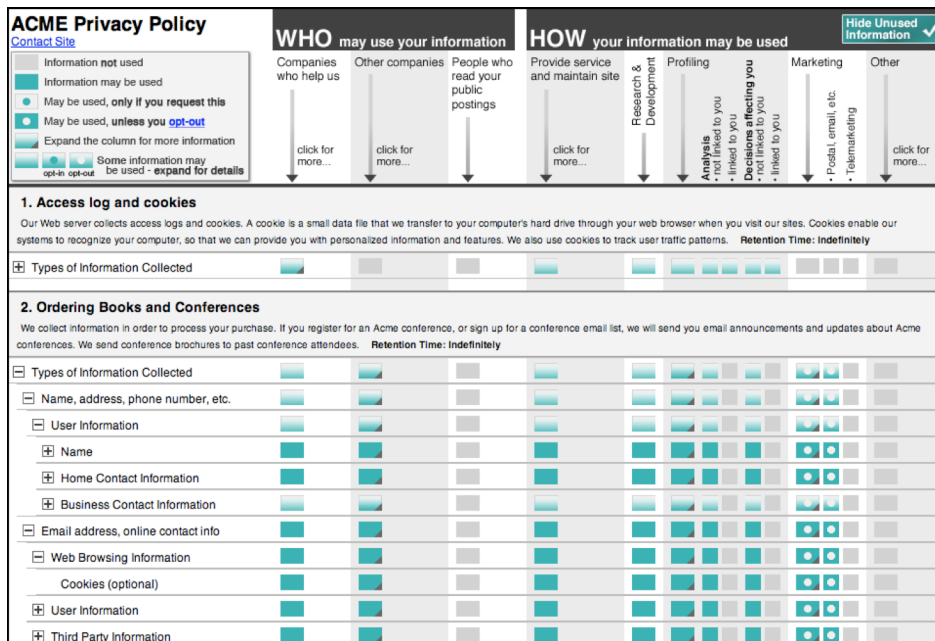 ACME Privacy Policy
Contact Site
Information not used
Information may be used
May be used, only if you request this
May be used, unless you opt-out
Expand the column for more information
opt-in opt-out
Some information may
be used - expand for details
WHO may use your information
HOW your information may be used
Hide Unused
Information
Companies
who help us
click for
more...
Other companies
click for
more...
People who
read your
public
postings
Provide service
and maintain site
click for
more...
Research &
Development
Profiling
Analysis
• not linked to you
• linked to you
Decisions affecting you
• not linked to you
• linked to you
Marketing
• Postal, email, etc.
• Telemarketing
Other
click for
more...
1. Access log and cookies
Our Web server collects access logs and cookies. A cookie is a small data file that we transfer to your computer's hard drive through your web browser when you visit our sites. Cookies enable our
systems to recognize your computer, so that we can provide you with personalized information and features. We also use cookies to track user traffic patterns. Retention Time: Indefinitely
Types of Information Collected
2. Ordering Books and Conferences
We collect information in order to process your purchase. If you register for an Acme conference, or sign up for a conference email list, we will send you email announcements and updates about Acme
conferences. We send conference brochures to past conference attendees. Retention Time: Indefinitely
Types of Information Collected
Name, address, phone number, etc.
User Information
Name
Home Contact Information
Business Contact Information
Email address, online contact info
Web Browsing Information
Cookies (optional)
User Information
Third Party Information